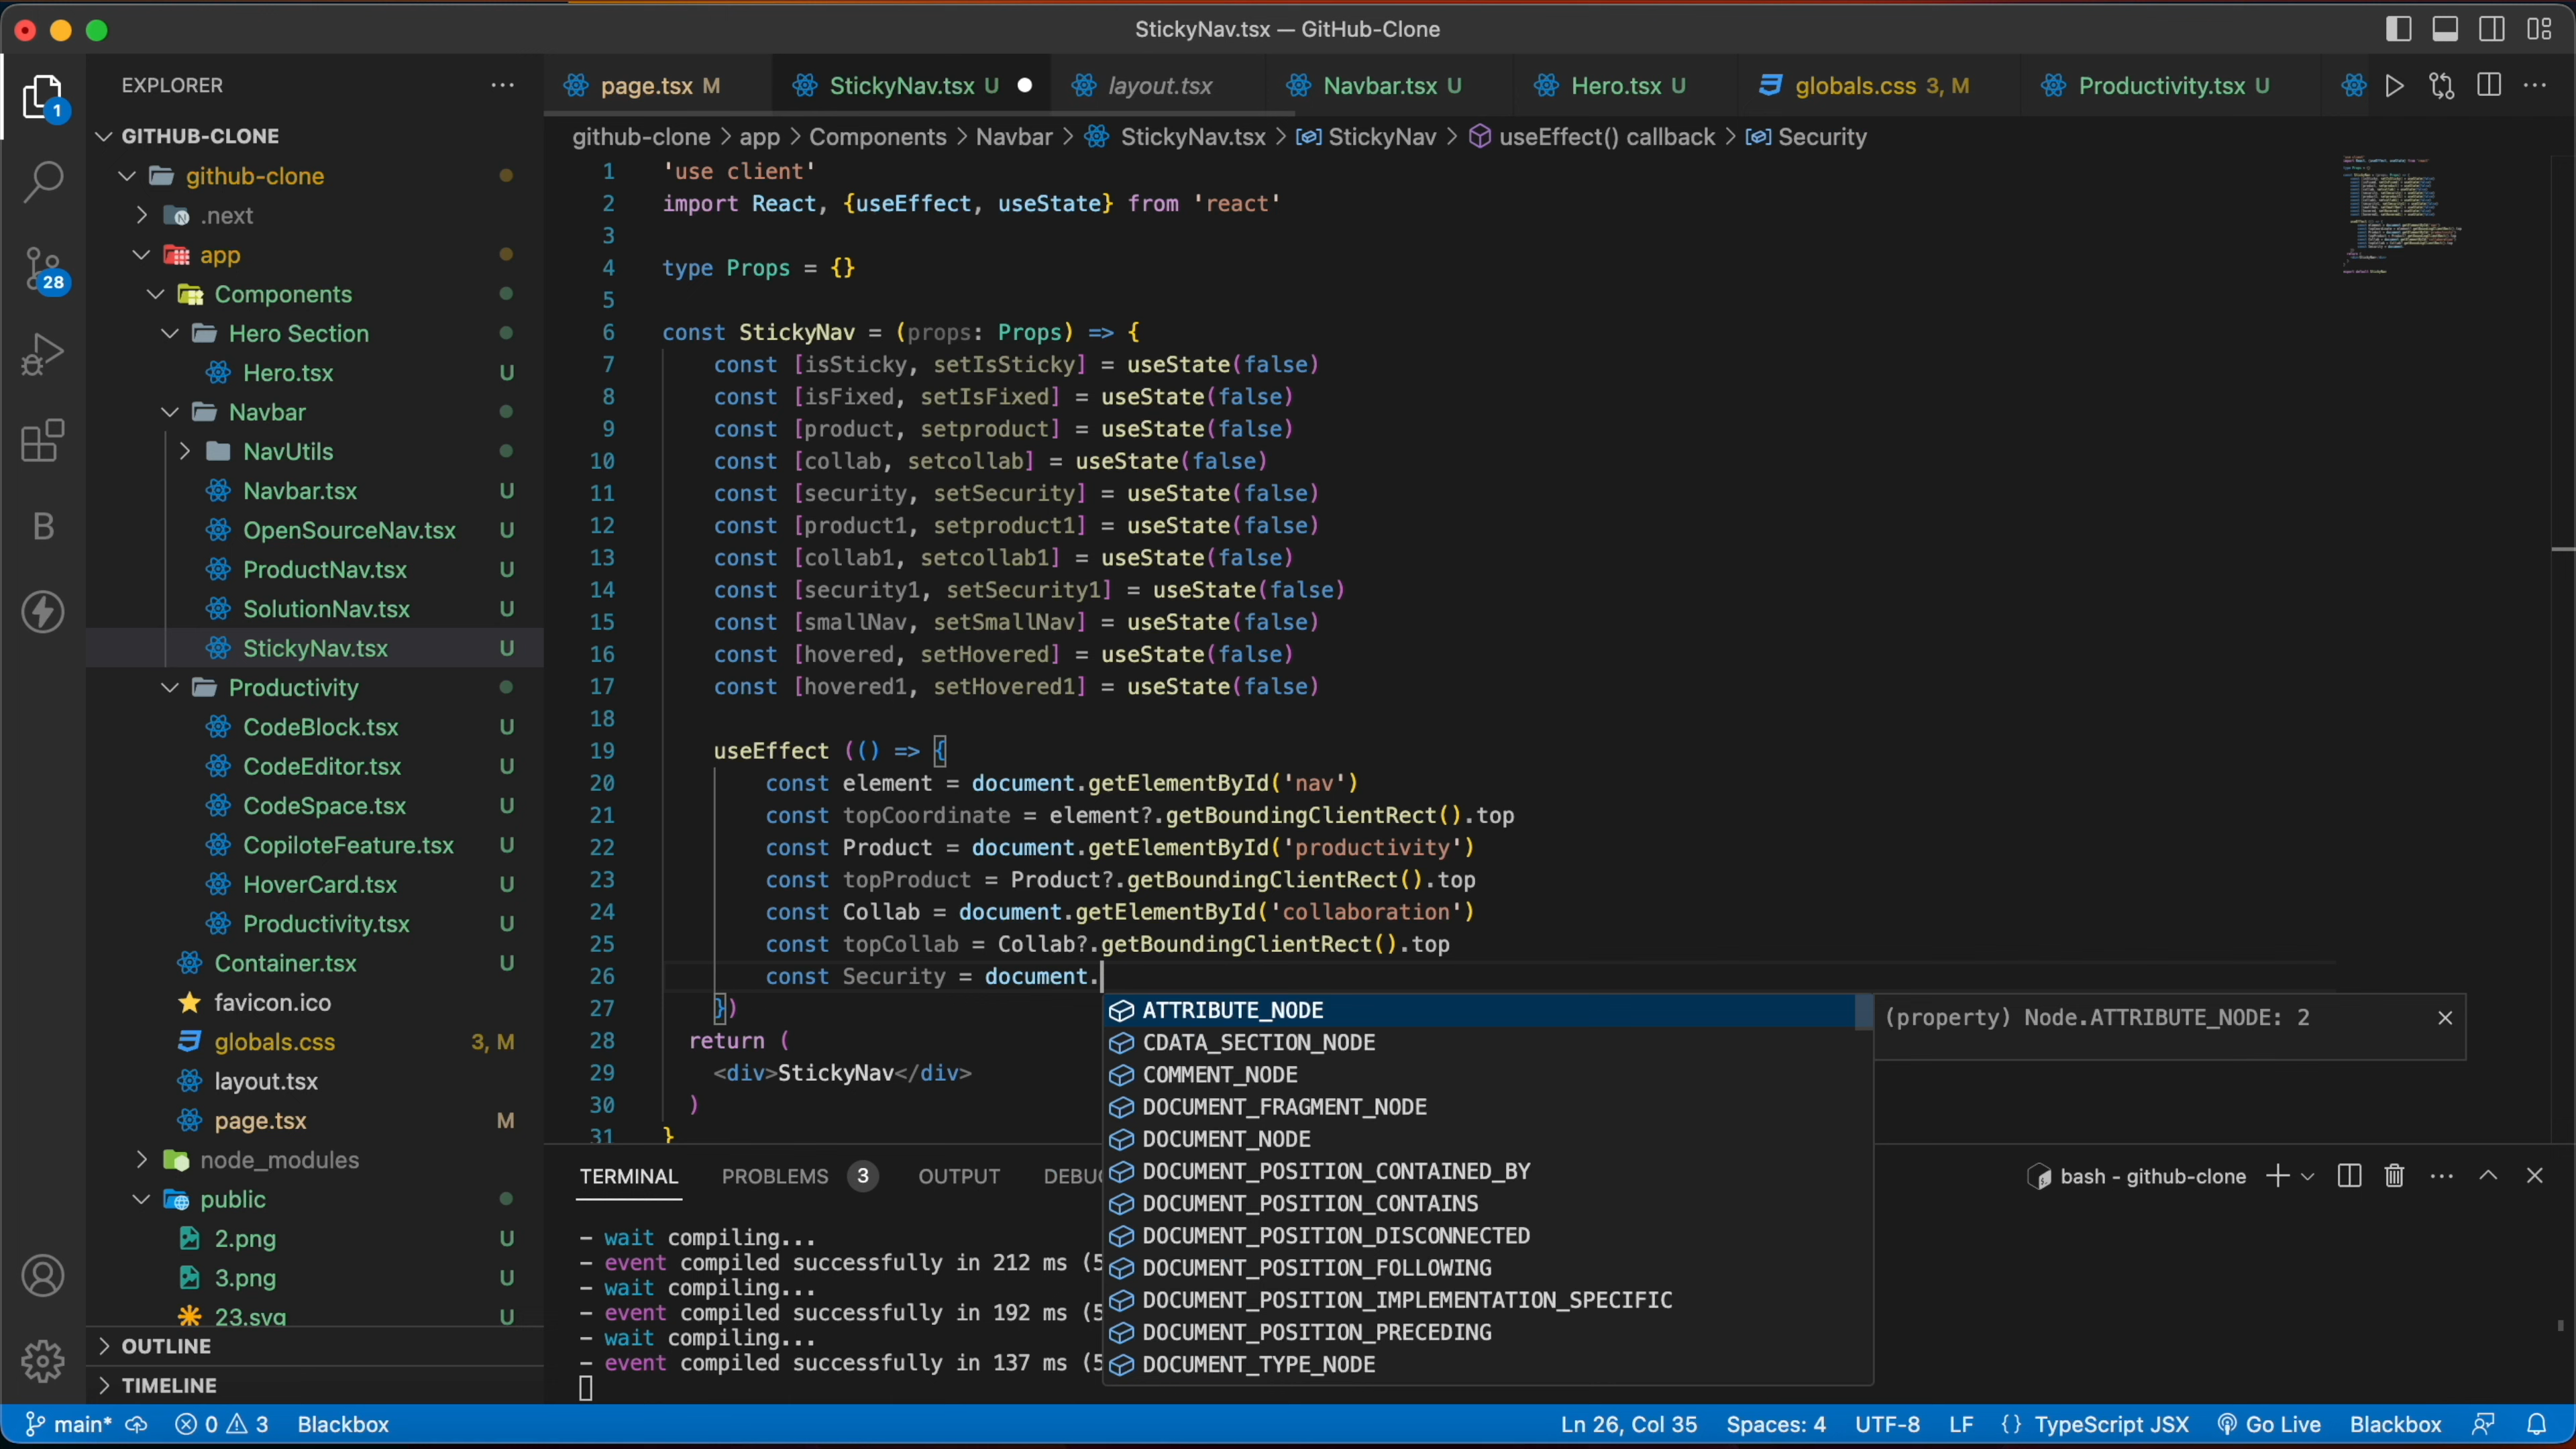 StickyNav.tsx — GitHub-Clone
EXPLORER
page.tsx M
StickyNav.tsx U
layout.tsx
Navbar.tsx U
Hero.tsx U
globals.css 3, M
Productivity.tsx U
1
28
B
GITHUB-CLONE
github-clone
.next
app
Components
Hero Section
Hero.tsx U
Navbar
NavUtils
Navbar.tsx U
OpenSourceNav.tsx U
ProductNav.tsx U
SolutionNav.tsx U
StickyNav.tsx U
Productivity
CodeBlock.tsx U
CodeEditor.tsx U
CodeSpace.tsx U
CopiloteFeature.tsx U
HoverCard.tsx U
Productivity.tsx U
Container.tsx U
favicon.ico
globals.css 3, M
layout.tsx
page.tsx M
node_modules
public
2.png U
3.png U
23.svg U
OUTLINE
TIMELINE
github-clone > app > Components > Navbar > StickyNav.tsx > StickyNav > useEffect() callback > Security
1 'use client'
2 import React, {useEffect, useState} from 'react'
3
4 type Props = {}
5
6 const StickyNav = (props: Props) => {
7 const [isSticky, setIsSticky] = useState(false)
8 const [isFixed, setIsFixed] = useState(false)
9 const [product, setproduct] = useState(false)
10 const [collab, setcollab] = useState(false)
11 const [security, setSecurity] = useState(false)
12 const [product1, setproduct1] = useState(false)
13 const [collab1, setcollab1] = useState(false)
14 const [security1, setSecurity1] = useState(false)
15 const [smallNav, setSmallNav] = useState(false)
16 const [hovered, setHovered] = useState(false)
17 const [hovered1, setHovered1] = useState(false)
18
19 useEffect (() => {
20 const element = document.getElementById('nav')
21 const topCoordinate = element?.getBoundingClientRect().top
22 const Product = document.getElementById('productivity')
23 const topProduct = Product?.getBoundingClientRect().top
24 const Collab = document.getElementById('collaboration')
25 const topCollab = Collab?.getBoundingClientRect().top
26 const Security = document.
27 })
28 return (
29 <div>StickyNav</div>
30 )
31 }
ATTRIBUTE_NODE
CDATA_SECTION_NODE
COMMENT_NODE
DOCUMENT_FRAGMENT_NODE
DOCUMENT_NODE
DOCUMENT_POSITION_CONTAINED_BY
DOCUMENT_POSITION_CONTAINS
DOCUMENT_POSITION_DISCONNECTED
DOCUMENT_POSITION_FOLLOWING
DOCUMENT_POSITION_IMPLEMENTATION_SPECIFIC
DOCUMENT_POSITION_PRECEDING
DOCUMENT_TYPE_NODE
(property) Node.ATTRIBUTE_NODE: 2
TERMINAL PROBLEMS 3 OUTPUT DEBU
bash - github-clone
- wait compiling...
- event compiled successfully in 212 ms (5
- wait compiling...
- event compiled successfully in 192 ms (5
- wait compiling...
- event compiled successfully in 137 ms (5
main* 0 3 Blackbox
Ln 26, Col 35 Spaces: 4 UTF-8 LF {} TypeScript JSX Go Live Blackbox